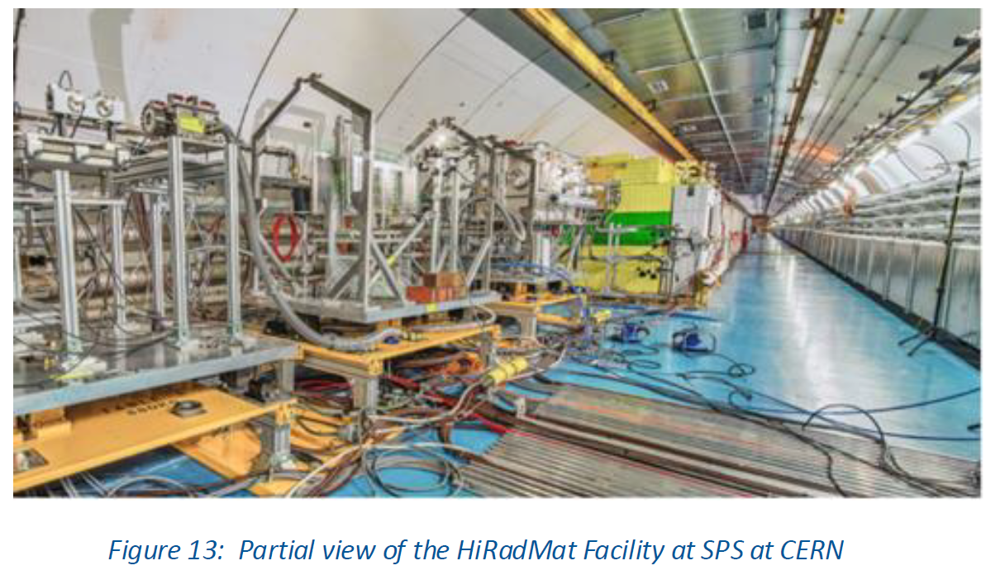 Figure 13: Partial view of the HiRadMat Facility at SPS at CERN